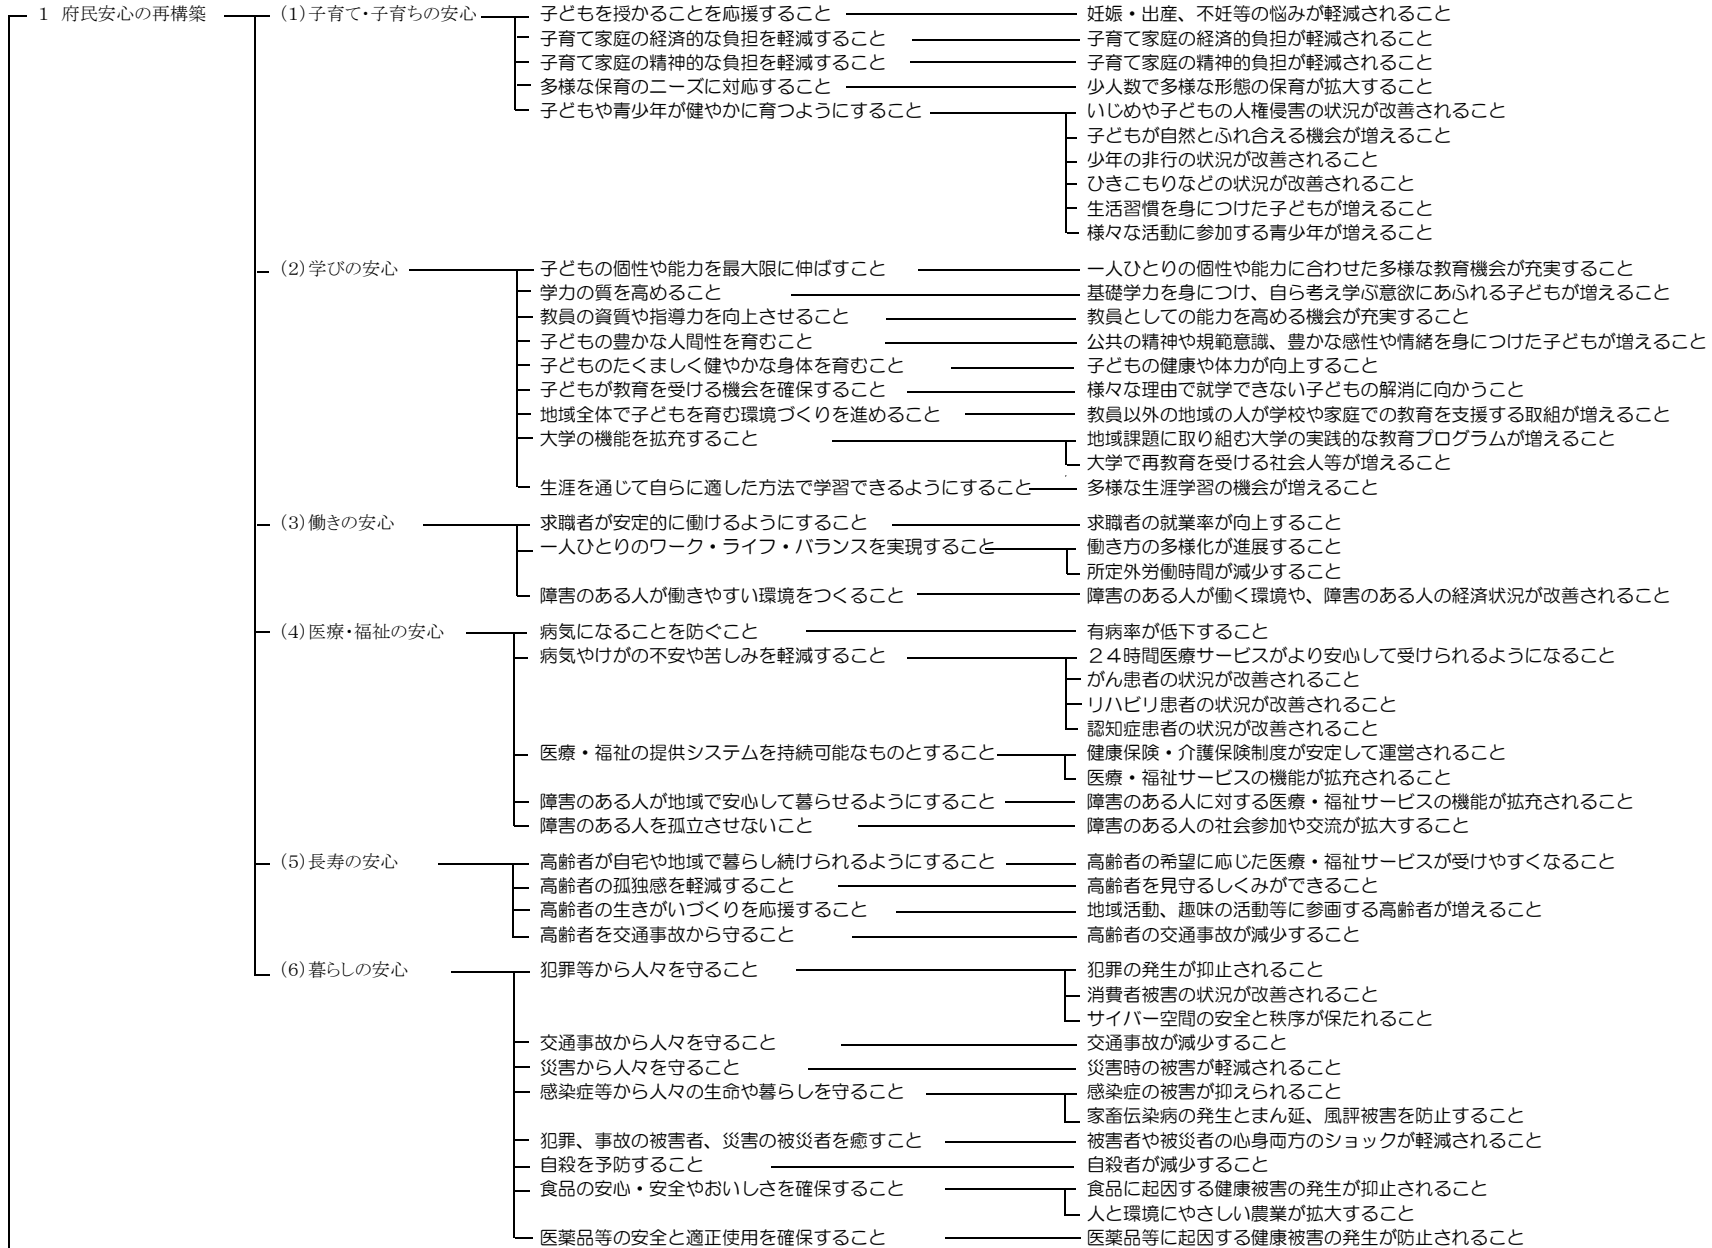 1 府民安心の再構築 (1)子育て・子育ちの安心 子どもを授かることを応援すること 妊娠・出産、不妊等の悩みが軽減されること
子育て家庭の経済的な負担を軽減すること 子育て家庭の経済的負担が軽減されること
子育て家庭の精神的な負担を軽減すること 子育て家庭の精神的負担が軽減されること
多様な保育のニーズに対応すること 少人数で多様な形態の保育が拡大すること
子どもや青少年が健やかに育つようにすること いじめや子どもの人権侵害の状況が改善されること
子どもが自然とふれ合える機会が増えること
少年の非行の状況が改善されること
ひきこもりなどの状況が改善されること
生活習慣を身につけた子どもが増えること
様々な活動に参加する青少年が増えること
(2)学びの安心 子どもの個性や能力を最大限に伸ばすこと 一人ひとりの個性や能力に合わせた多様な教育機会が充実すること
学力の質を高めること 基礎学力を身につけ、自ら考え学ぶ意欲にあふれる子どもが増えること
教員の資質や指導力を向上させること 教員としての能力を高める機会が充実すること
子どもの豊かな人間性を育むこと 公共の精神や規範意識、豊かな感性や情緒を身につけた子どもが増えること
子どものたくましく健やかな身体を育むこと 子どもの健康や体力が向上すること
子どもが教育を受ける機会を確保すること 様々な理由で就学できない子どもの解消に向かうこと
地域全体で子どもを育む環境づくりを進めること 教員以外の地域の人が学校や家庭での教育を支援する取組が増えること
大学の機能を拡充すること 地域課題に取り組む大学の実践的な教育プログラムが増えること
大学で再教育を受ける社会人等が増えること
生涯を通じて自らに適した方法で学習できるようにすること 多様な生涯学習の機会が増えること
(3)働きの安心 求職者が安定的に働けるようにすること 求職者の就業率が向上すること
一人ひとりのワーク・ライフ・バランスを実現すること 働き方の多様化が進展すること
所定外労働時間が減少すること
障害のある人が働きやすい環境をつくること 障害のある人が働く環境や、障害のある人の経済状況が改善されること
(4)医療・福祉の安心 病気になることを防ぐこと 有病率が低下すること
病気やけがの不安や苦しみを軽減すること 24時間医療サービスがより安心して受けられるようになること
がん患者の状況が改善されること
リハビリ患者の状況が改善されること
認知症患者の状況が改善されること
医療・福祉の提供システムを持続可能なものとすること 健康保険・介護保険制度が安定して運営されること
医療・福祉サービスの機能が拡充されること
障害のある人が地域で安心して暮らせるようにすること 障害のある人に対する医療・福祉サービスの機能が拡充されること
障害のある人を孤立させないこと 障害のある人の社会参加や交流が拡大すること
(5)長寿の安心 高齢者が自宅や地域で暮らし続けられるようにすること 高齢者の希望に応じた医療・福祉サービスが受けやすくなること
高齢者の孤独感を軽減すること 高齢者を見守るしくみができること
高齢者の生きがいづくりを応援すること 地域活動、趣味の活動等に参画する高齢者が増えること
高齢者を交通事故から守ること 高齢者の交通事故が減少すること
(6)暮らしの安心 犯罪等から人々を守ること 犯罪の発生が抑止されること
消費者被害の状況が改善されること
サイバー空間の安全と秩序が保たれること
交通事故から人々を守ること 交通事故が減少すること
災害から人々を守ること 災害時の被害が軽減されること
感染症等から人々の生命や暮らしを守ること 感染症の被害が抑えられること
家畜伝染病の発生とまん延、風評被害を防止すること
犯罪、事故の被害者、災害の被災者を癒すこと 被害者や被災者の心身両方のショックが軽減されること
自殺を予防すること 自殺者が減少すること
食品の安心・安全やおいしさを確保すること 食品に起因する健康被害の発生が抑止されること
人と環境にやさしい農業が拡大すること
医薬品等の安全と適正使用を確保すること 医薬品等に起因する健康被害の発生が防止されること